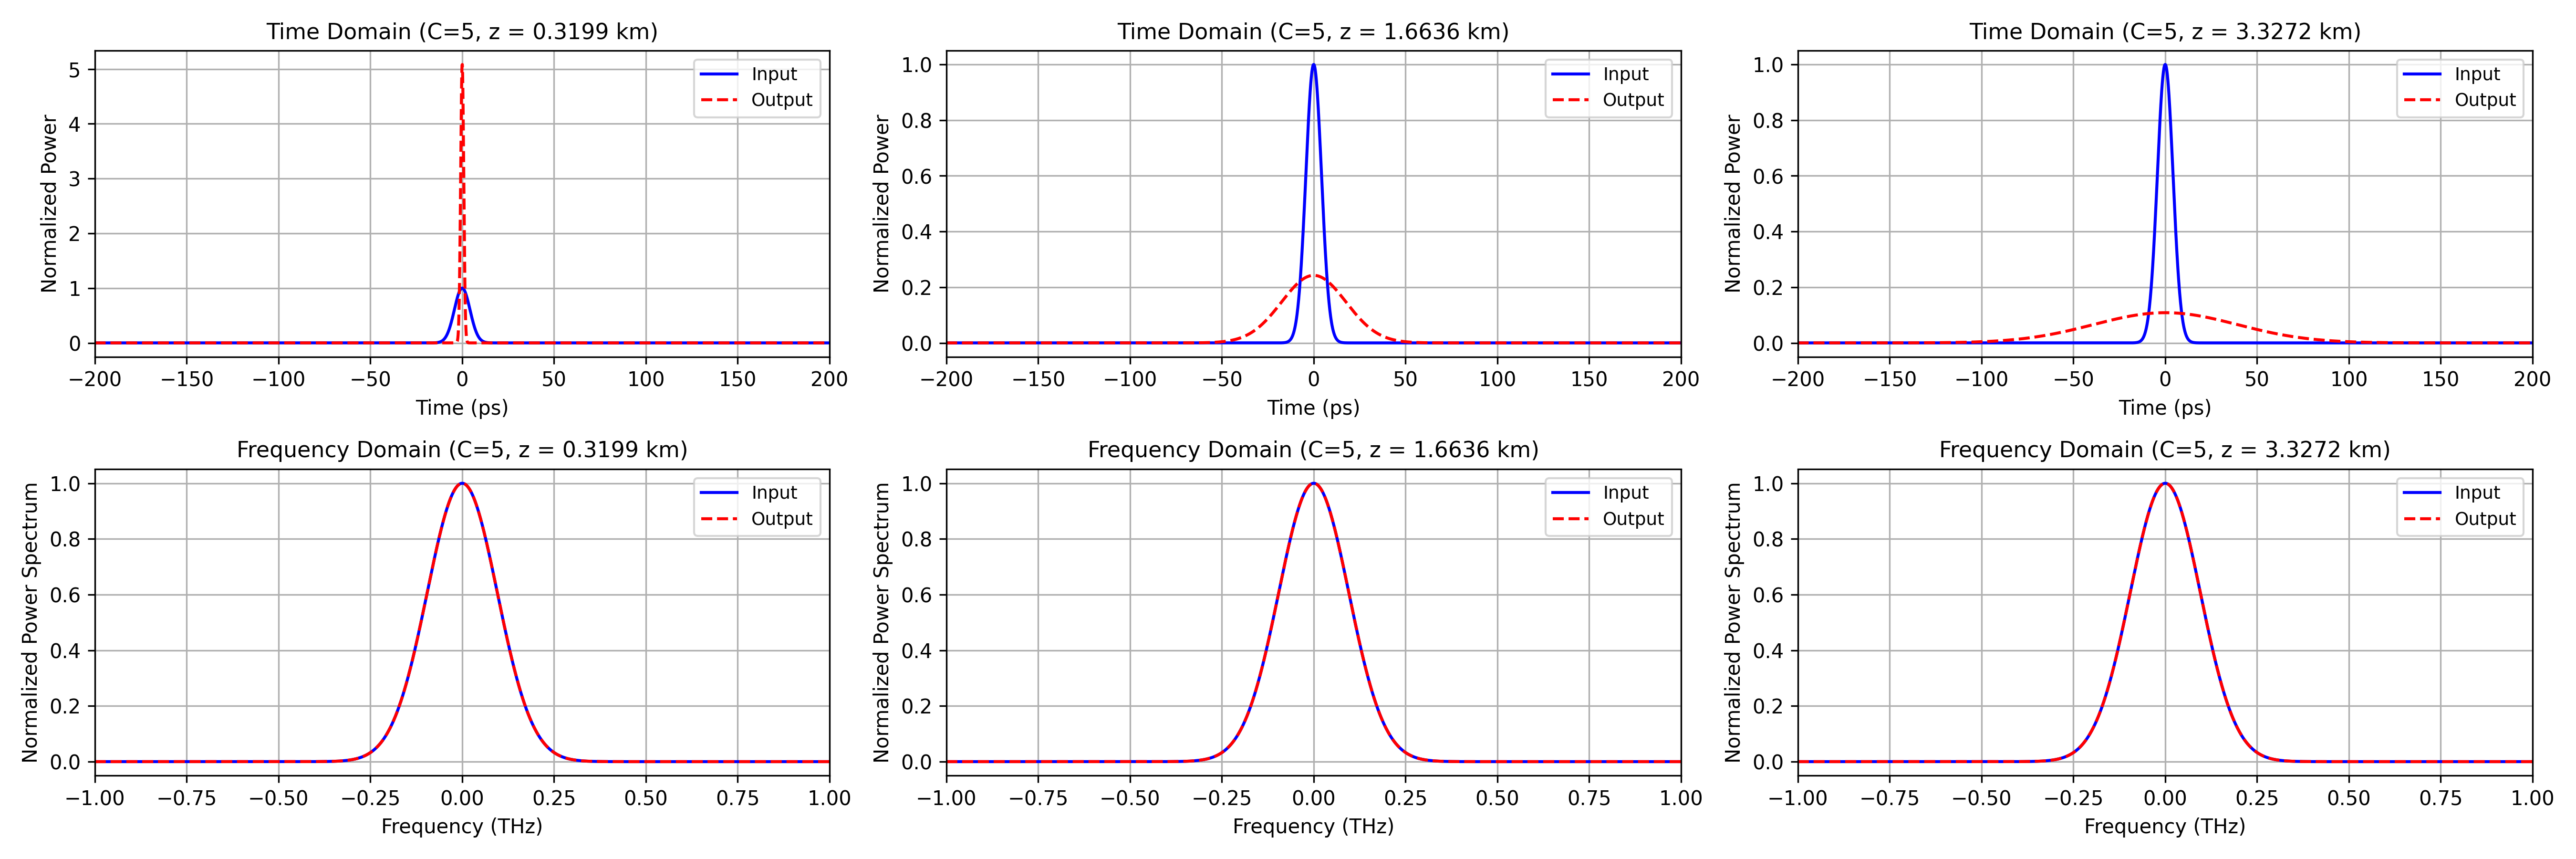 Time Domain (C=5, z = 0.3199 km)
Normalized Power
5
4
3
2
1
0
Input
Output
−200 −150 −100 −50 0 50 100 150 200
Time (ps)
Time Domain (C=5, z = 1.6636 km)
Normalized Power
1.0
0.8
0.6
0.4
0.2
0.0
Input
Output
−200 −150 −100 −50 0 50 100 150 200
Time (ps)
Time Domain (C=5, z = 3.3272 km)
Normalized Power
1.0
0.8
0.6
0.4
0.2
0.0
Input
Output
−200 −150 −100 −50 0 50 100 150 200
Time (ps)
Frequency Domain (C=5, z = 0.3199 km)
Normalized Power Spectrum
1.0
0.8
0.6
0.4
0.2
0.0
Input
Output
−1.00 −0.75 −0.50 −0.25 0.00 0.25 0.50 0.75 1.00
Frequency (THz)
Frequency Domain (C=5, z = 1.6636 km)
Normalized Power Spectrum
1.0
0.8
0.6
0.4
0.2
0.0
Input
Output
−1.00 −0.75 −0.50 −0.25 0.00 0.25 0.50 0.75 1.00
Frequency (THz)
Frequency Domain (C=5, z = 3.3272 km)
Normalized Power Spectrum
1.0
0.8
0.6
0.4
0.2
0.0
Input
Output
−1.00 −0.75 −0.50 −0.25 0.00 0.25 0.50 0.75 1.00
Frequency (THz)